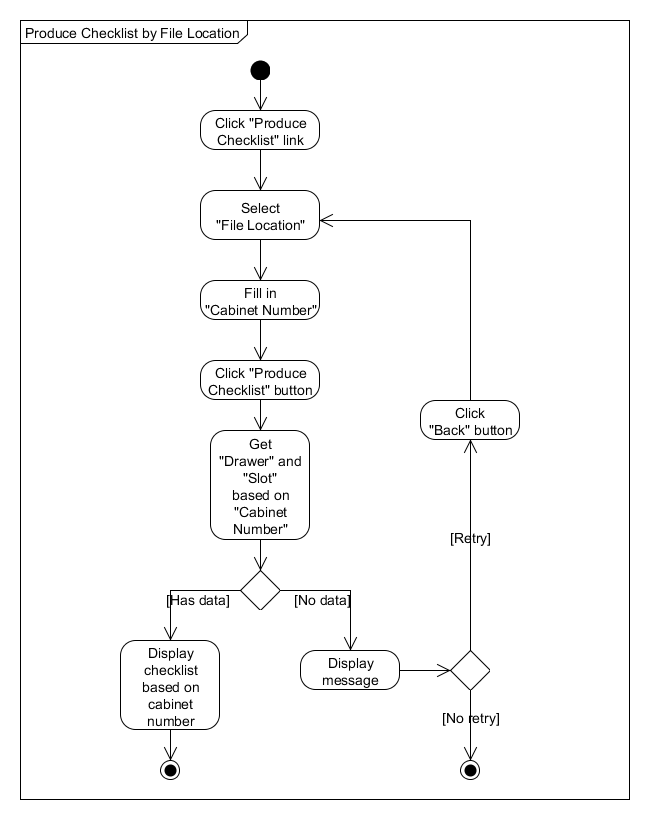 Produce Checklist by File Location
Click "Produce
Checklist" link
Select
"File Location"
Fill in
"Cabinet Number"
Click "Produce
Checklist" button
Click
"Back" button
Get
"Drawer" and
"Slot"
based on
"Cabinet
Number"
[Retry]
[Has data]
[No data]
Display
checklist
based on
cabinet
number
Display
message
[No retry]